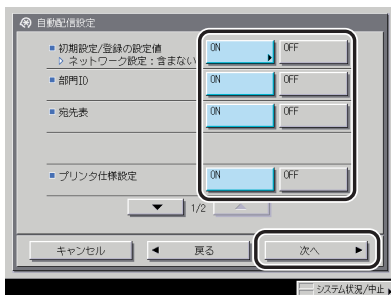 自動配信設定
■ 初期設定/登録の設定値
▷ ネットワーク設定:含まない
ON
OFF
■ 部門ID
ON
OFF
■ 宛先表
ON
OFF
■ プリンタ仕様設定
ON
OFF
▼ 1/2 ▲
キャンセル
◀ 戻る
次へ ▶
システム状況/中止